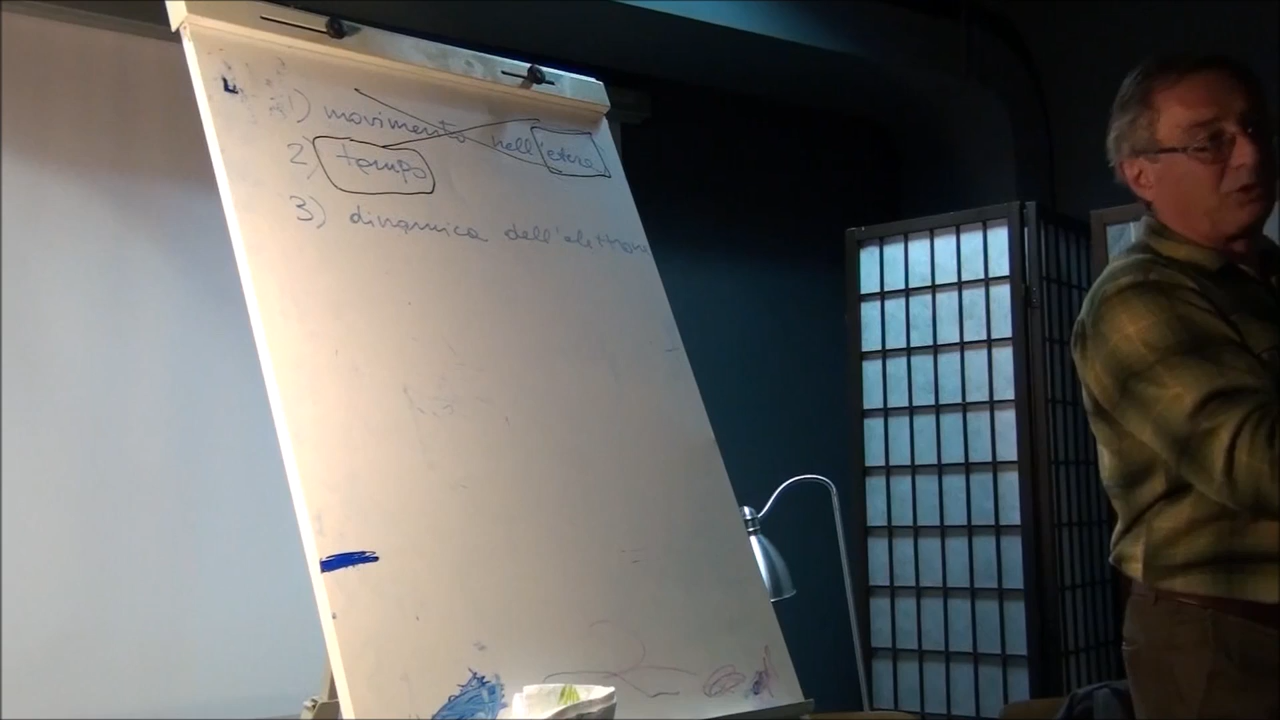 1) movimento nell'etere
2) tempo
3) dinamica dell'elettrone